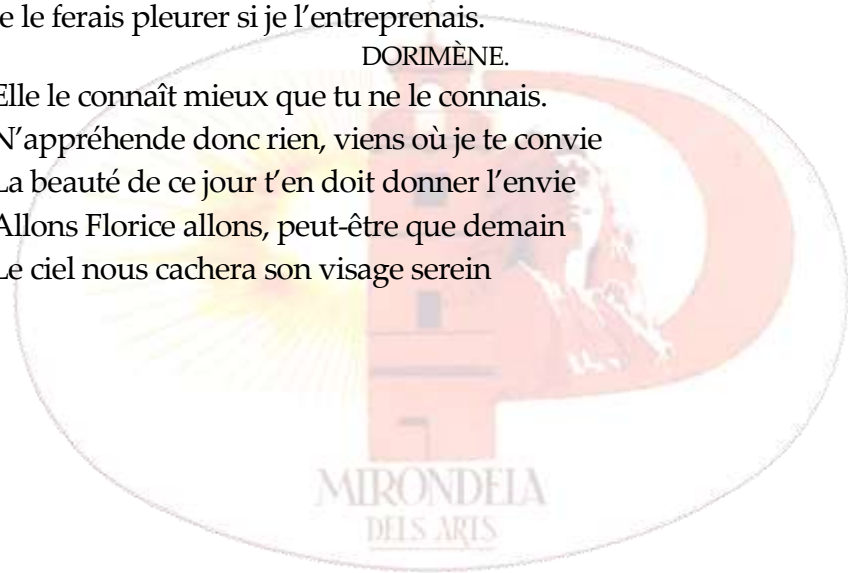 Je le ferais pleurer si je l’entreprenais.
DORIMÈNE.
Elle le connaît mieux que tu ne le connais.
N’appréhende donc rien, viens où je te convie
La beauté de ce jour t’en doit donner l’envie
Allons Florice allons, peut-être que demain
Le ciel nous cachera son visage serein
MIRONDELA
DELS ARTS